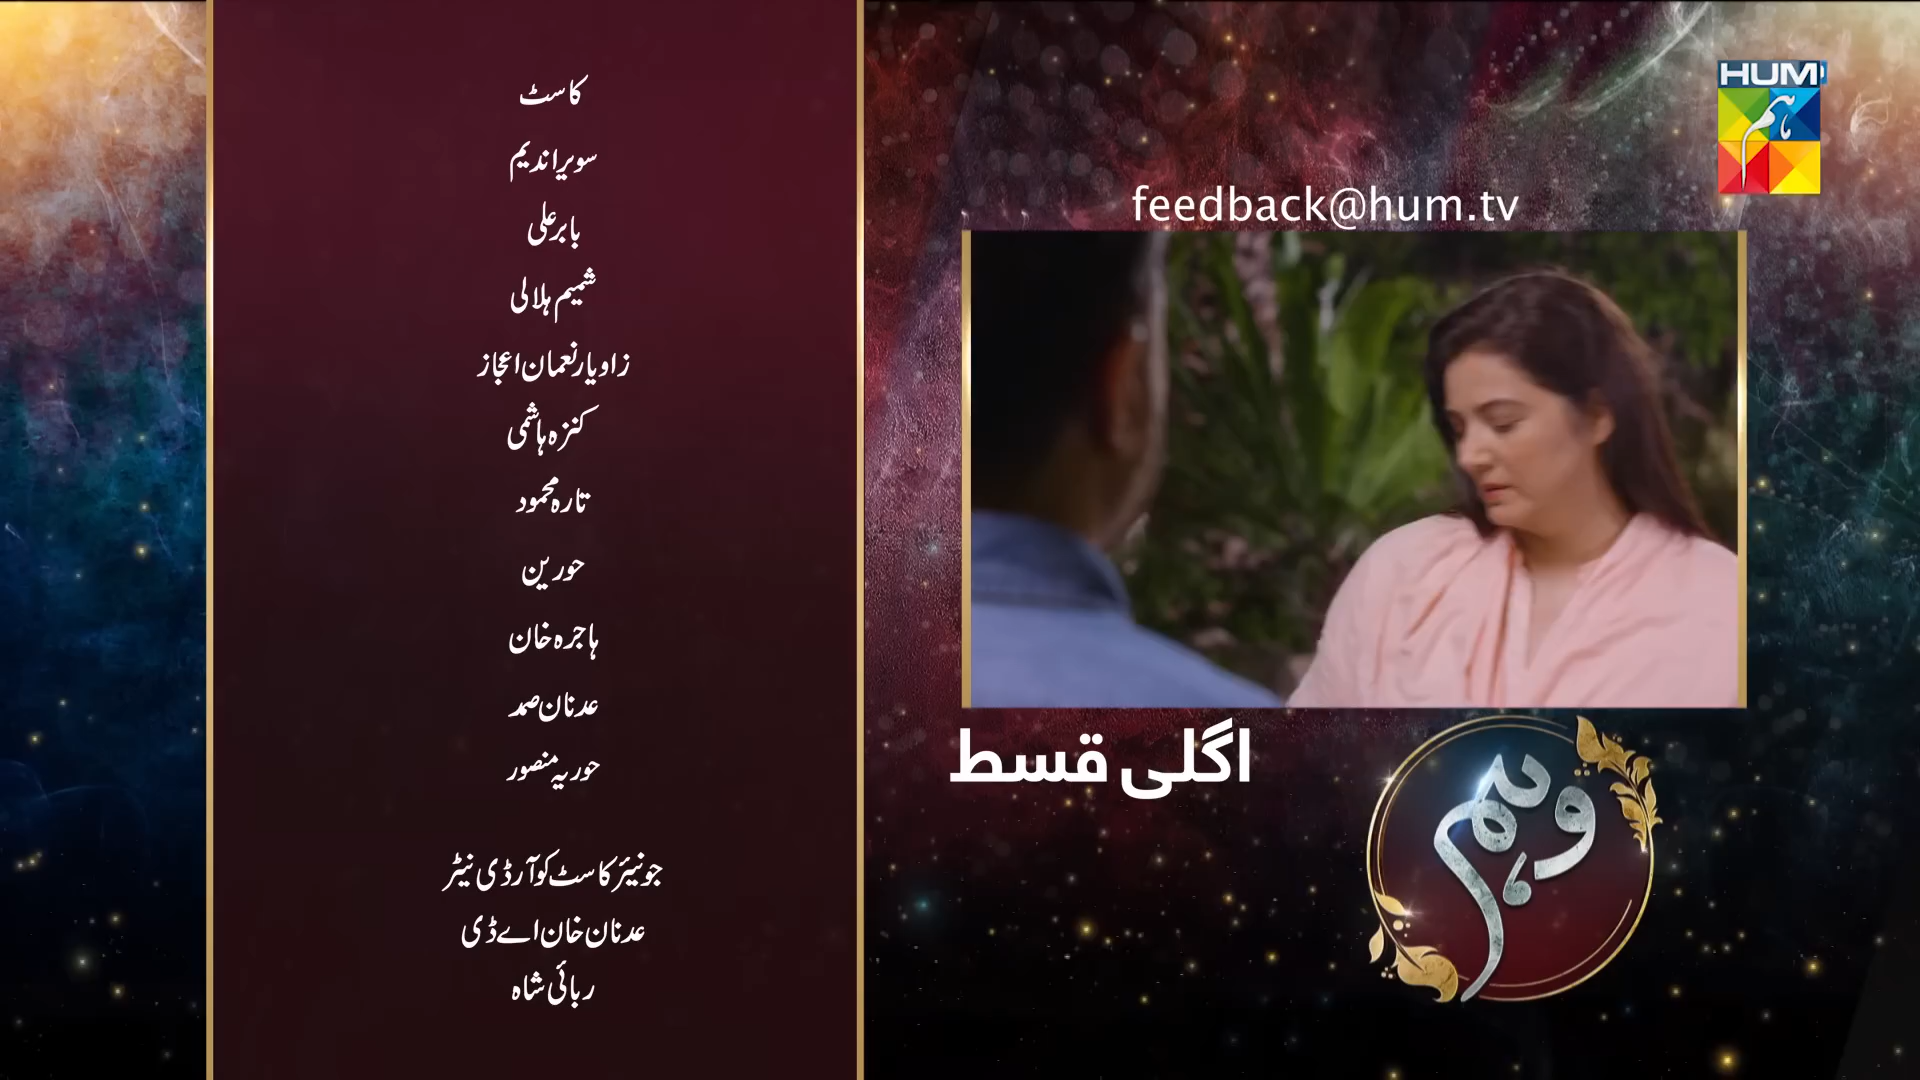 کاسٹ
سویرا ندیم
بابر علی
شمیم ہلالی
زاویار نعمان اعجاز
کنزہ ہاشمی
تارہ محمود
حورین
ہاجرہ خان
عدنان صمد
حوریہ منصور
جونیئر کاسٹ کوآرڈی نیٹر
عدنان خان اے ڈی
ربائی شاہ
HUM
ہم
feedback@hum.tv
اگلی قسط
وہم